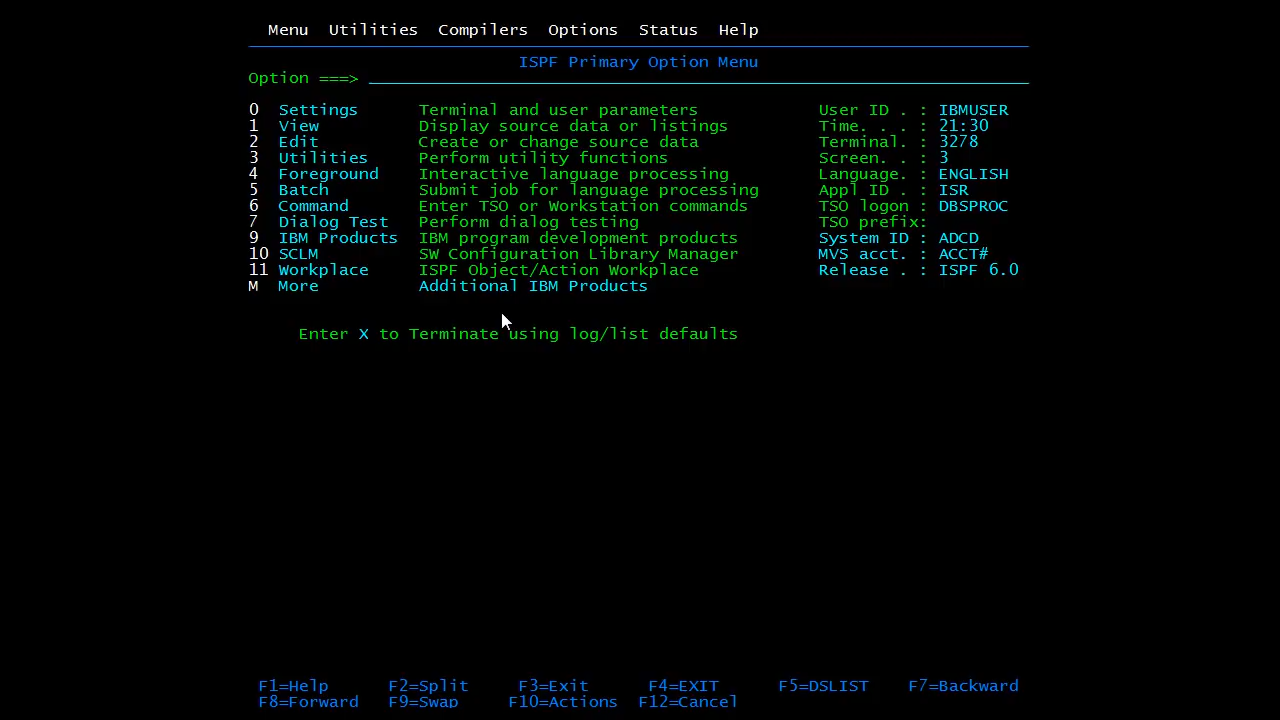 Menu Utilities Compilers Options Status Help
ISPF Primary Option Menu
Option ===>
0 Settings Terminal and user parameters User ID . : IBMUSER
1 View Display source data or listings Time. . . : 21:30
2 Edit Create or change source data Terminal. : 3278
3 Utilities Perform utility functions Screen. . : 3
4 Foreground Interactive language processing Language. : ENGLISH
5 Batch Submit job for language processing Appl ID . : ISR
6 Command Enter TSO or Workstation commands TSO logon : DBSPROC
7 Dialog Test Perform dialog testing TSO prefix:
9 IBM Products IBM program development products System ID : ADCD
10 SCLM SW Configuration Library Manager MVS acct. : ACCT#
11 Workplace ISPF Object/Action Workplace Release . : ISPF 6.0
M More Additional IBM Products
Enter X to Terminate using log/list defaults
F1=Help F2=Split F3=Exit F4=EXIT F5=DSLIST F7=Backward
F8=Forward F9=Swap F10=Actions F12=Cancel